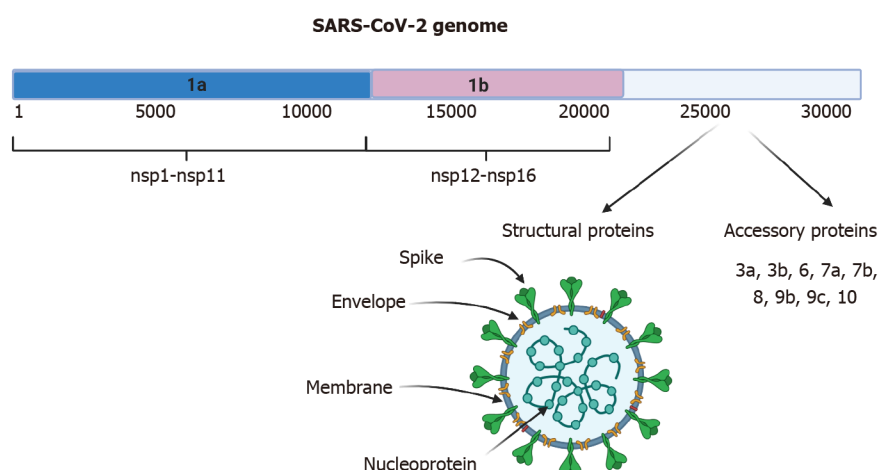 SARS-CoV-2 genome
1a 1b
1 5000 10000 15000 20000 25000 30000
nsp1-nsp11 nsp12-nsp16
Structural proteins Accessory proteins
3a, 3b, 6, 7a, 7b,
8, 9b, 9c, 10
Spike
Envelope
Membrane
Nucleoprotein